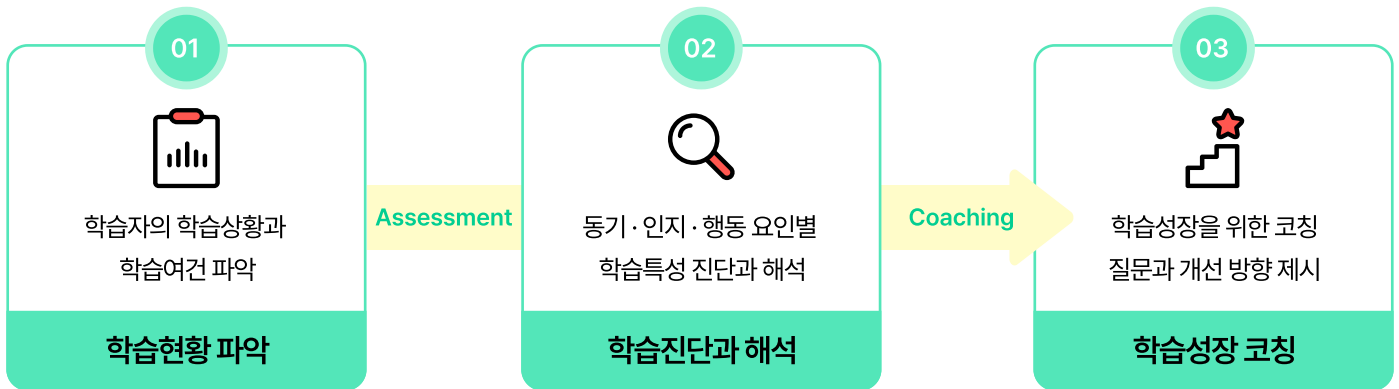 01
학습자의 학습상황과
학습여건 파악
학습현황 파악
Assessment
02
동기 · 인지 · 행동 요인별
학습특성 진단과 해석
학습진단과 해석
Coaching
03
학습성장을 위한 코칭
질문과 개선 방향 제시
학습성장 코칭